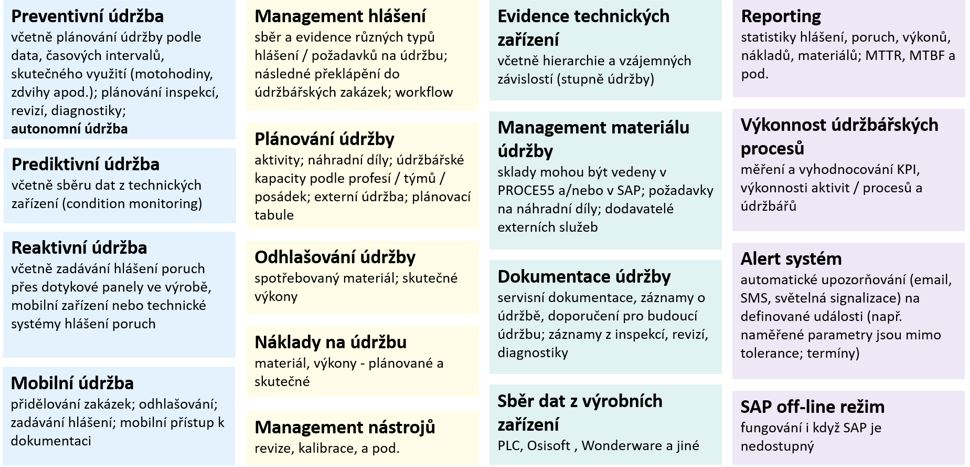 Preventivní údržba
včetně plánování údržby podle
data, časových intervalů,
skutečného využití (motohodiny,
zdvihy apod.); plánování inspekcí,
revizí, diagnostiky;
autonomní údržba
Prediktivní údržba
včetně sběru dat z technických
zařízení (condition monitoring)
Reaktivní údržba
včetně zadávání hlášení poruch
přes dotykové panely ve výrobě,
mobilní zařízení nebo technické
systémy hlášení poruch
Mobilní údržba
přidělování zakázek; odhlašování;
zadávání hlášení; mobilní přístup k
dokumentaci
Management hlášení
sběr a evidence různých typů
hlášení / požadavků na údržbu;
následné překlápění do
údržbářských zakázek; workflow
Plánování údržby
aktivity; náhradní díly; údržbářské
kapacity podle profesí / týmů /
posádek; externí údržba; plánovací
tabule
Odhlašování údržby
spotřebovaný materiál; skutečné
výkony
Náklady na údržbu
materiál, výkony - plánované a
skutečné
Management nástrojů
revize, kalibrace, a pod.
Evidence technických
zařízení
včetně hierarchie a vzájemných
závislostí (stupně údržby)
Management materiálu
údržby
sklady mohou být vedeny v
PROCE55 a/nebo v SAP; požadavky
na náhradní díly; dodavatelé
externích služeb
Dokumentace údržby
servisní dokumentace, záznamy o
údržbě, doporučení pro budoucí
údržbu; záznamy z inspekcí, revizí,
diagnostiky
Sběr dat z výrobních
zařízení
PLC, Osisoft , Wonderware a jiné
Reporting
statistiky hlášení, poruch, výkonů,
nákladů, materiálů; MTTR, MTBF a
pod.
Výkonnost údržbářských
procesů
měření a vyhodnocování KPI,
výkonnosti aktivit / procesů a
údržbářů
Alert systém
automatické upozorňování (email,
SMS, světelná signalizace) na
definované události (např.
naměřené parametry jsou mimo
tolerance; termíny)
SAP off-line režim
fungování i když SAP je
nedostupný